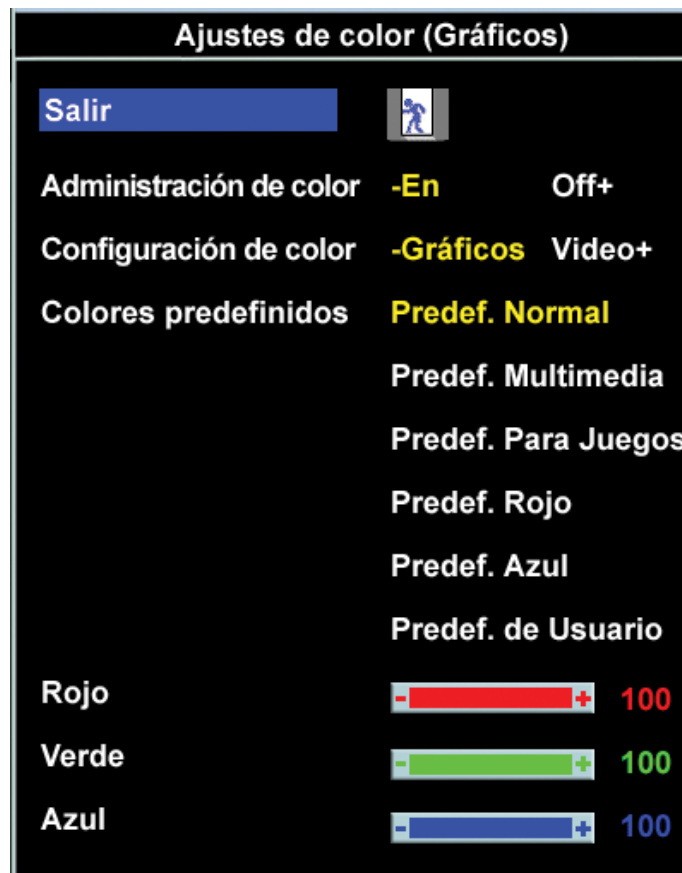 Ajustes de color (Gráficos)
Salir
Administración de color -En Off+
Configuración de color -Gráficos Video+
Colores predefinidos Predef. Normal
Predef. Multimedia
Predef. Para Juegos
Predef. Rojo
Predef. Azul
Predef. de Usuario
Rojo - + 100
Verde - + 100
Azul - + 100